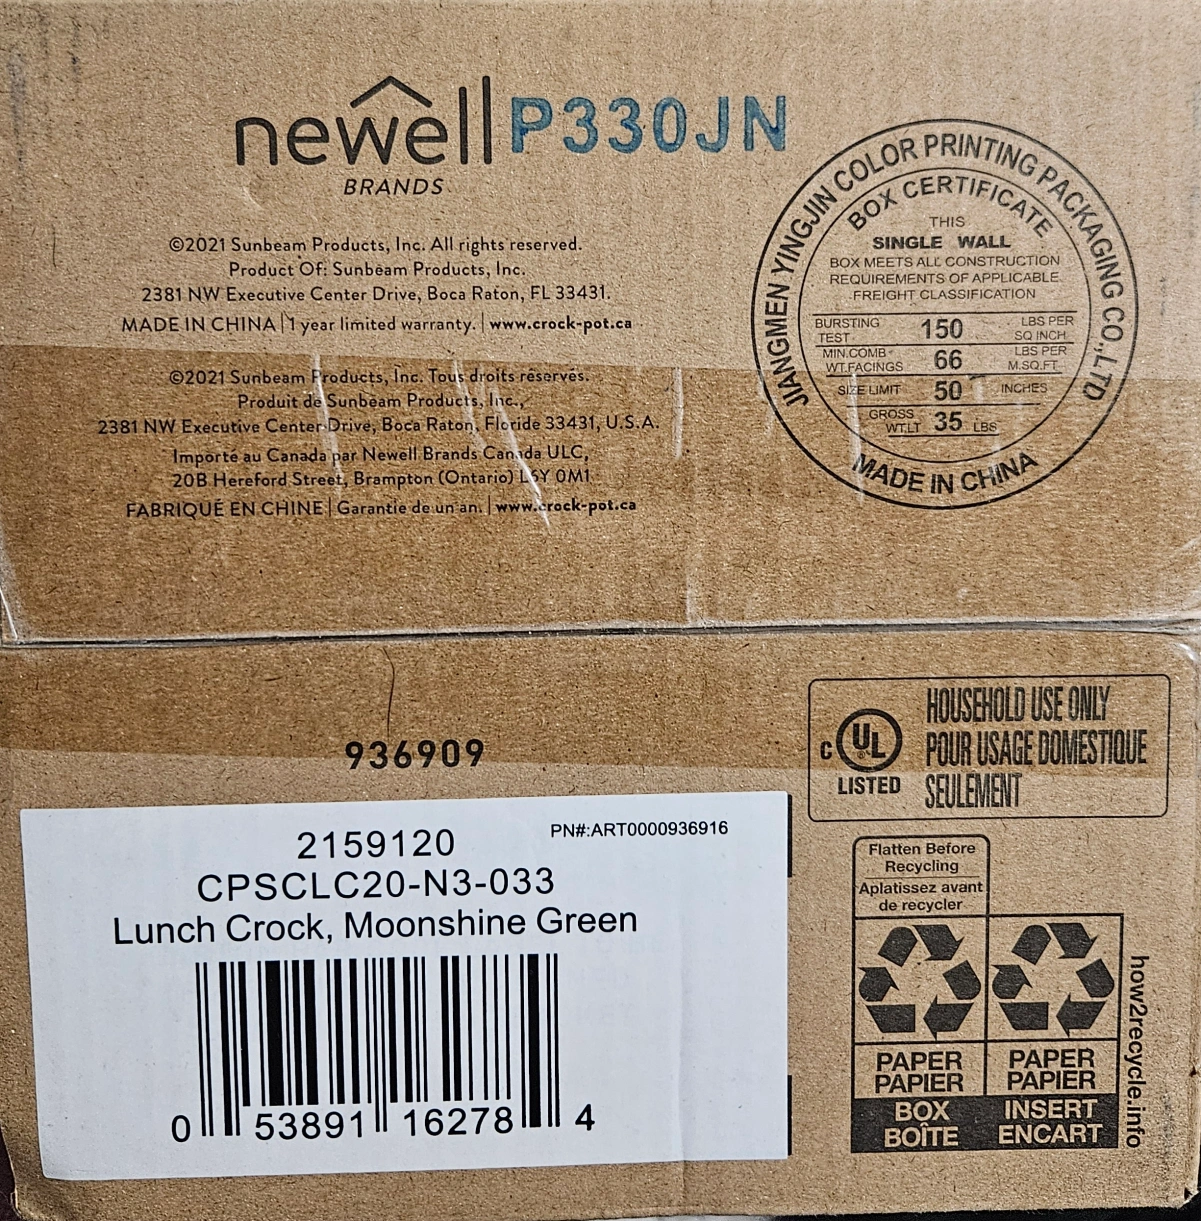 newell P330JN
BRANDS
©2021 Sunbeam Products, Inc. All rights reserved.
Product Of: Sunbeam Products, Inc.
2381 NW Executive Center Drive, Boca Raton, FL 33431.
MADE IN CHINA | 1 year limited warranty. | www.crock-pot.ca
©2021 Sunbeam Products, Inc. Tous droits réservés.
Produit de Sunbeam Products, Inc.,
2381 NW Executive Center Drive, Boca Raton, Floride 33431, U.S.A.
Importé au Canada par Newell Brands Canada ULC,
20B Hereford Street, Brampton (Ontario) L6Y 0M1
FABRIQUÉ EN CHINE | Garantie de un an. | www.crock-pot.ca
JIANGMEN YINGJIN COLOR PRINTING PACKAGING CO.,LTD
BOX CERTIFICATE
THIS
SINGLE WALL
BOX MEETS ALL CONSTRUCTION
REQUIREMENTS OF APPLICABLE
FREIGHT CLASSIFICATION
BURSTING TEST 150 LBS PER SQ INCH
MIN.COMB WT.FACINGS 66 LBS PER M.SQ.FT
SIZE LIMIT 50 INCHES
GROSS WT.LT 35 LBS
MADE IN CHINA
936909
C UL ® LISTED
HOUSEHOLD USE ONLY
POUR USAGE DOMESTIQUE
SEULEMENT
2159120 PN#:ART0000936916
CPSCLC20-N3-033
Lunch Crock, Moonshine Green
0 53891 16278 4
Flatten Before
Recycling
Aplatissez avant
de recycler
PAPER PAPER
PAPIER PAPIER
BOX INSERT
BOÎTE ENCART
how2recycle.info